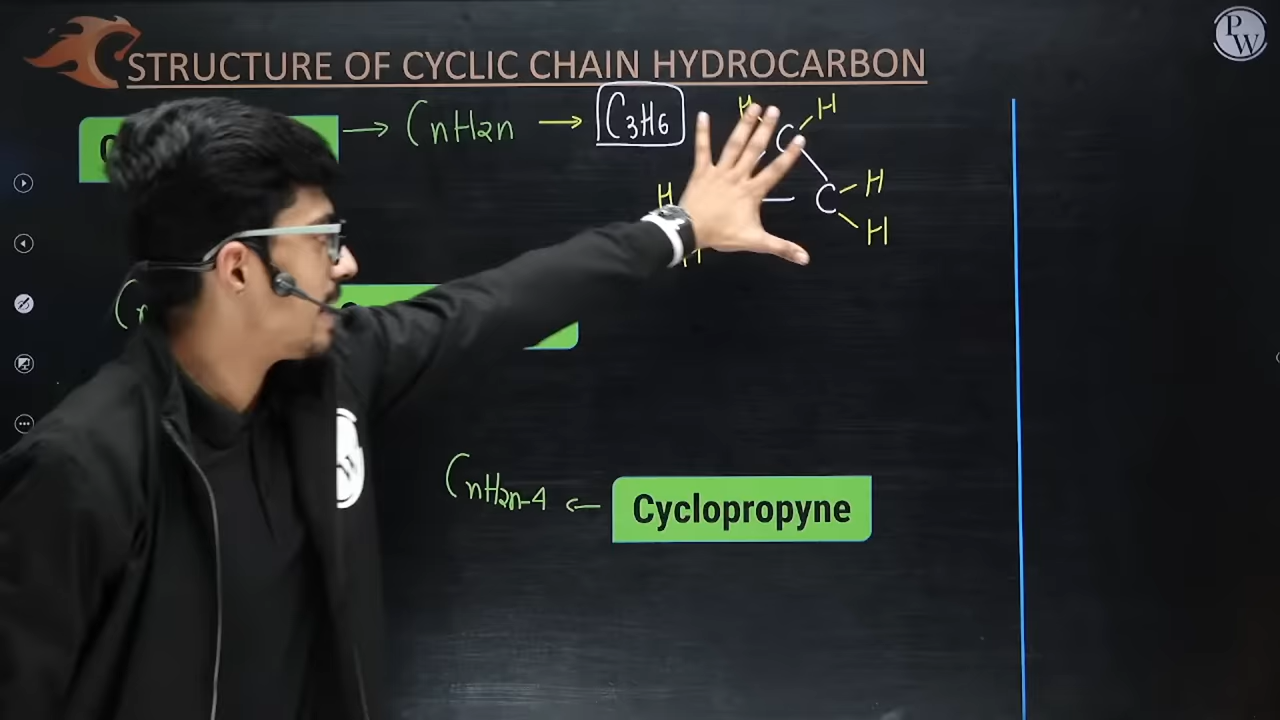 STRUCTURE OF CYCLIC CHAIN HYDROCARBON
PW
→ CnH2n → C3H6
H H
C
H C H
H H
CnH2n-4 ← Cyclopropyne